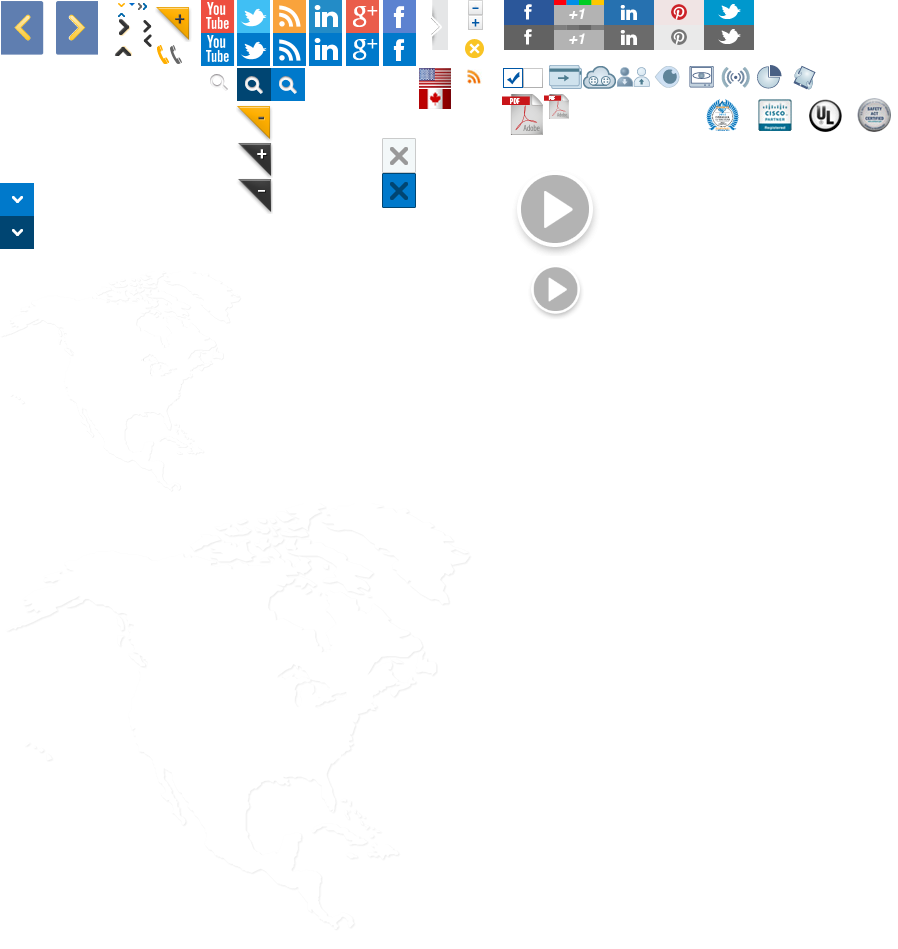 You
Tube
You
Tube
in
g+
f
in
g+
f
f
+1
in
f
+1
in
PDF
Adobe
PDF
Adobe
CISCO
PARTNER
Registered
UL
SAFETY
ACT
CERTIFIED